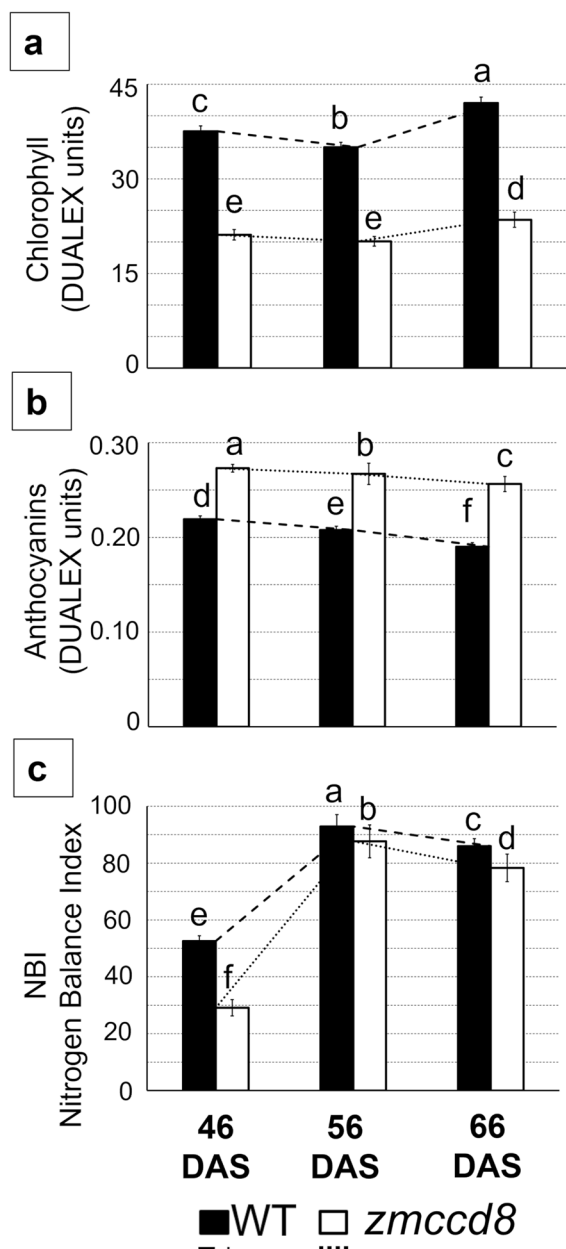 a
Chlorophyll
(DUALEX units)
45
30
15
0
c
e
b
e
a
d
b
Anthocyanins
(DUALEX units)
0.30
0.20
0.10
0
d
a
e
b
f
c
c
NBI
Nitrogen Balance Index
100
80
60
40
20
0
e
f
a
b
c
d
46 56 66
DAS DAS DAS
WT zmccd8